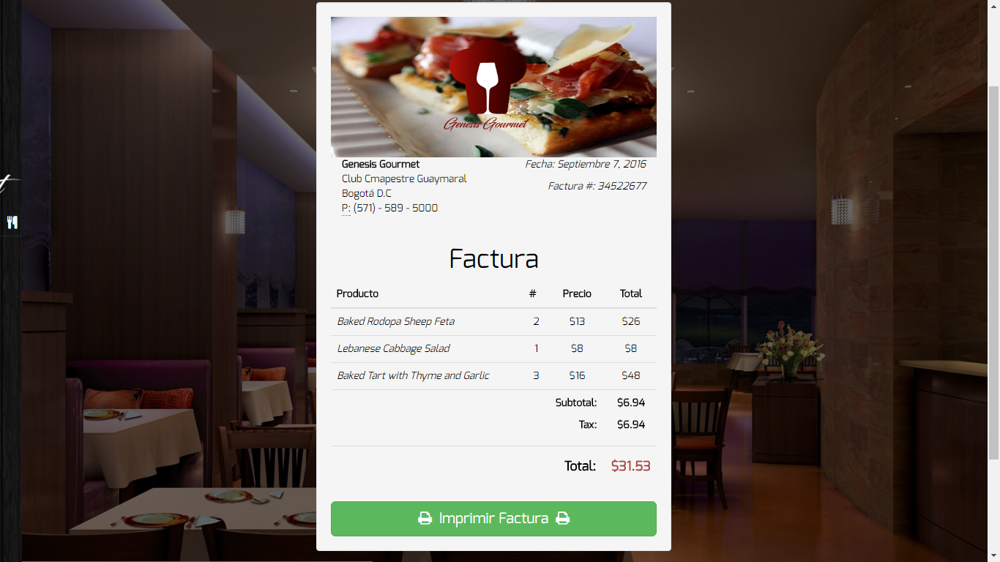 Genesis Gourmet
Genesis Gourmet
Club Cmapestre Guaymaral
Bogotá D.C
P: (571) - 589 - 5000
Fecha: Septiembre 7, 2016
Factura #: 34522677
Factura
Producto # Precio Total
Baked Rodopa Sheep Feta 2 $13 $26
Lebanese Cabbage Salad 1 $8 $8
Baked Tart with Thyme and Garlic 3 $16 $48
Subtotal: $6.94
Tax: $6.94
Total: $31.53
Imprimir Factura